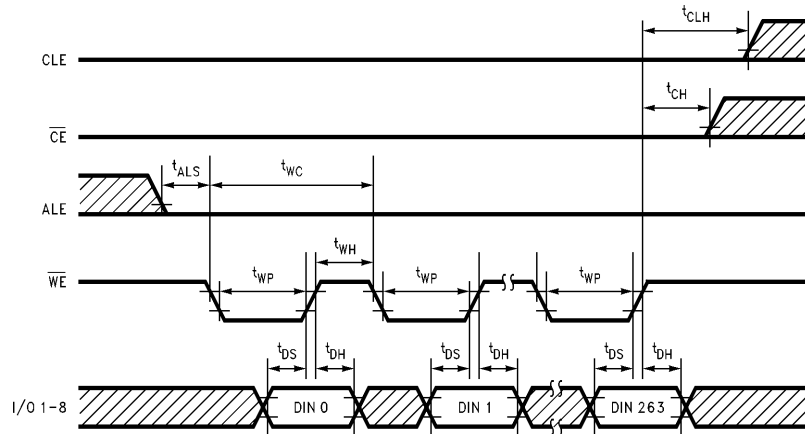 tCLH
CLE
tCH
CE
tALS
tWC
ALE
tWH
WE
tWP
tWP
tWP
tDS
tDH
tDS
tDH
tDS
tDH
I/O 1-8
DIN 0
DIN 1
DIN 263